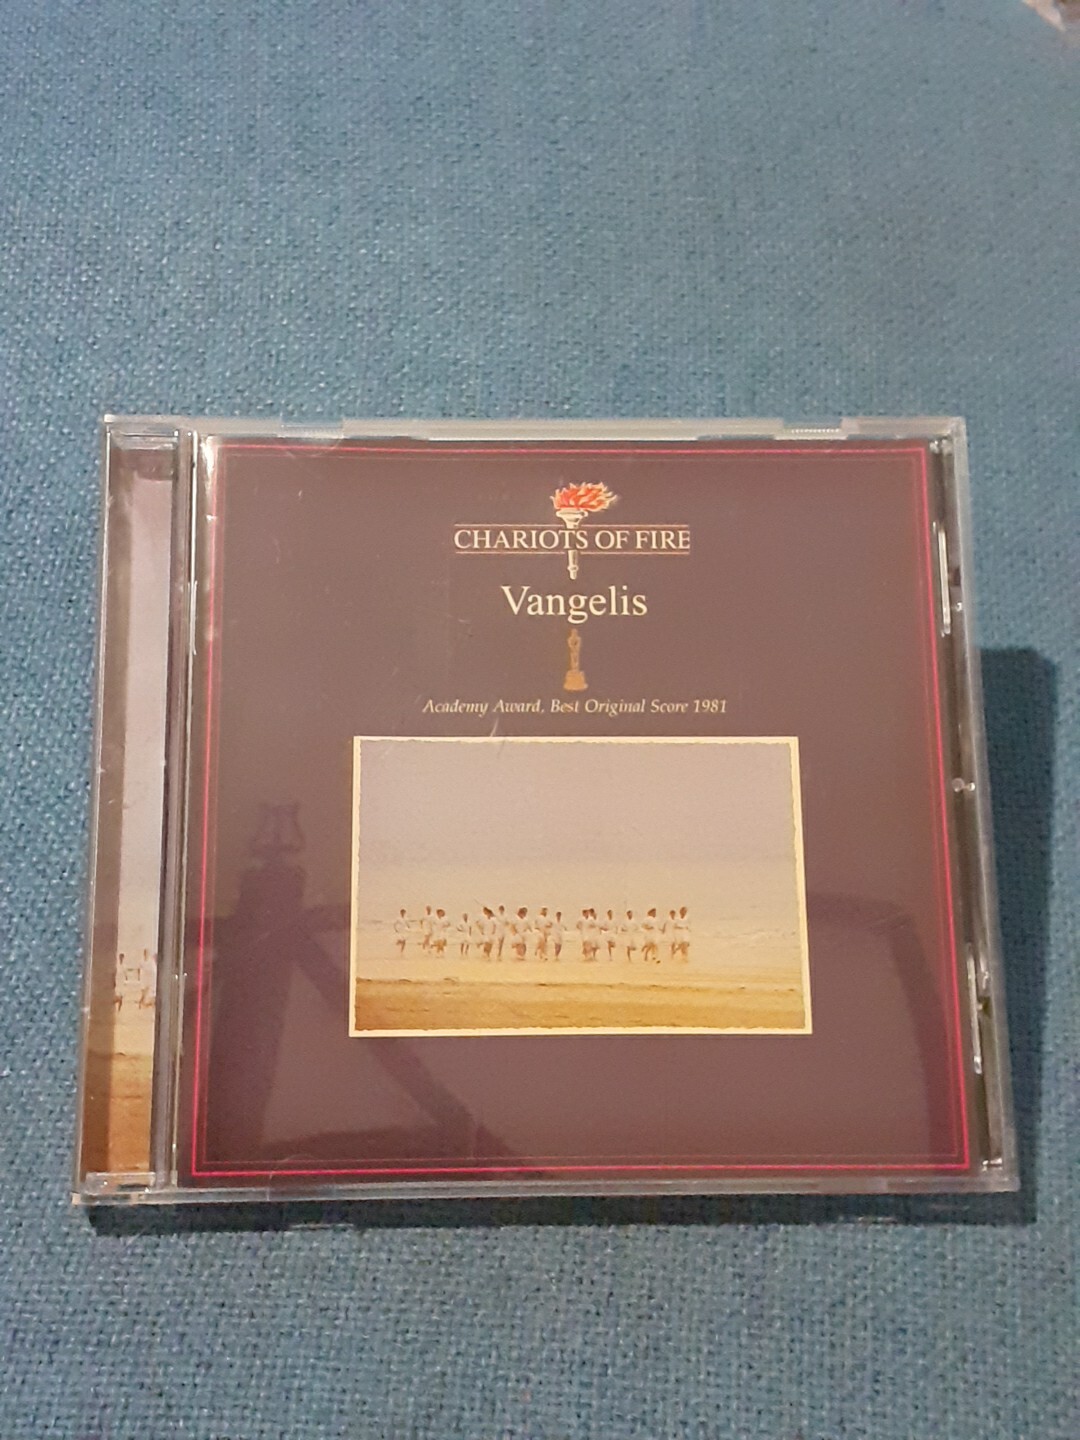 CHARIOTS OF FIRE
Vangelis
Academy Award, Best Original Score 1981